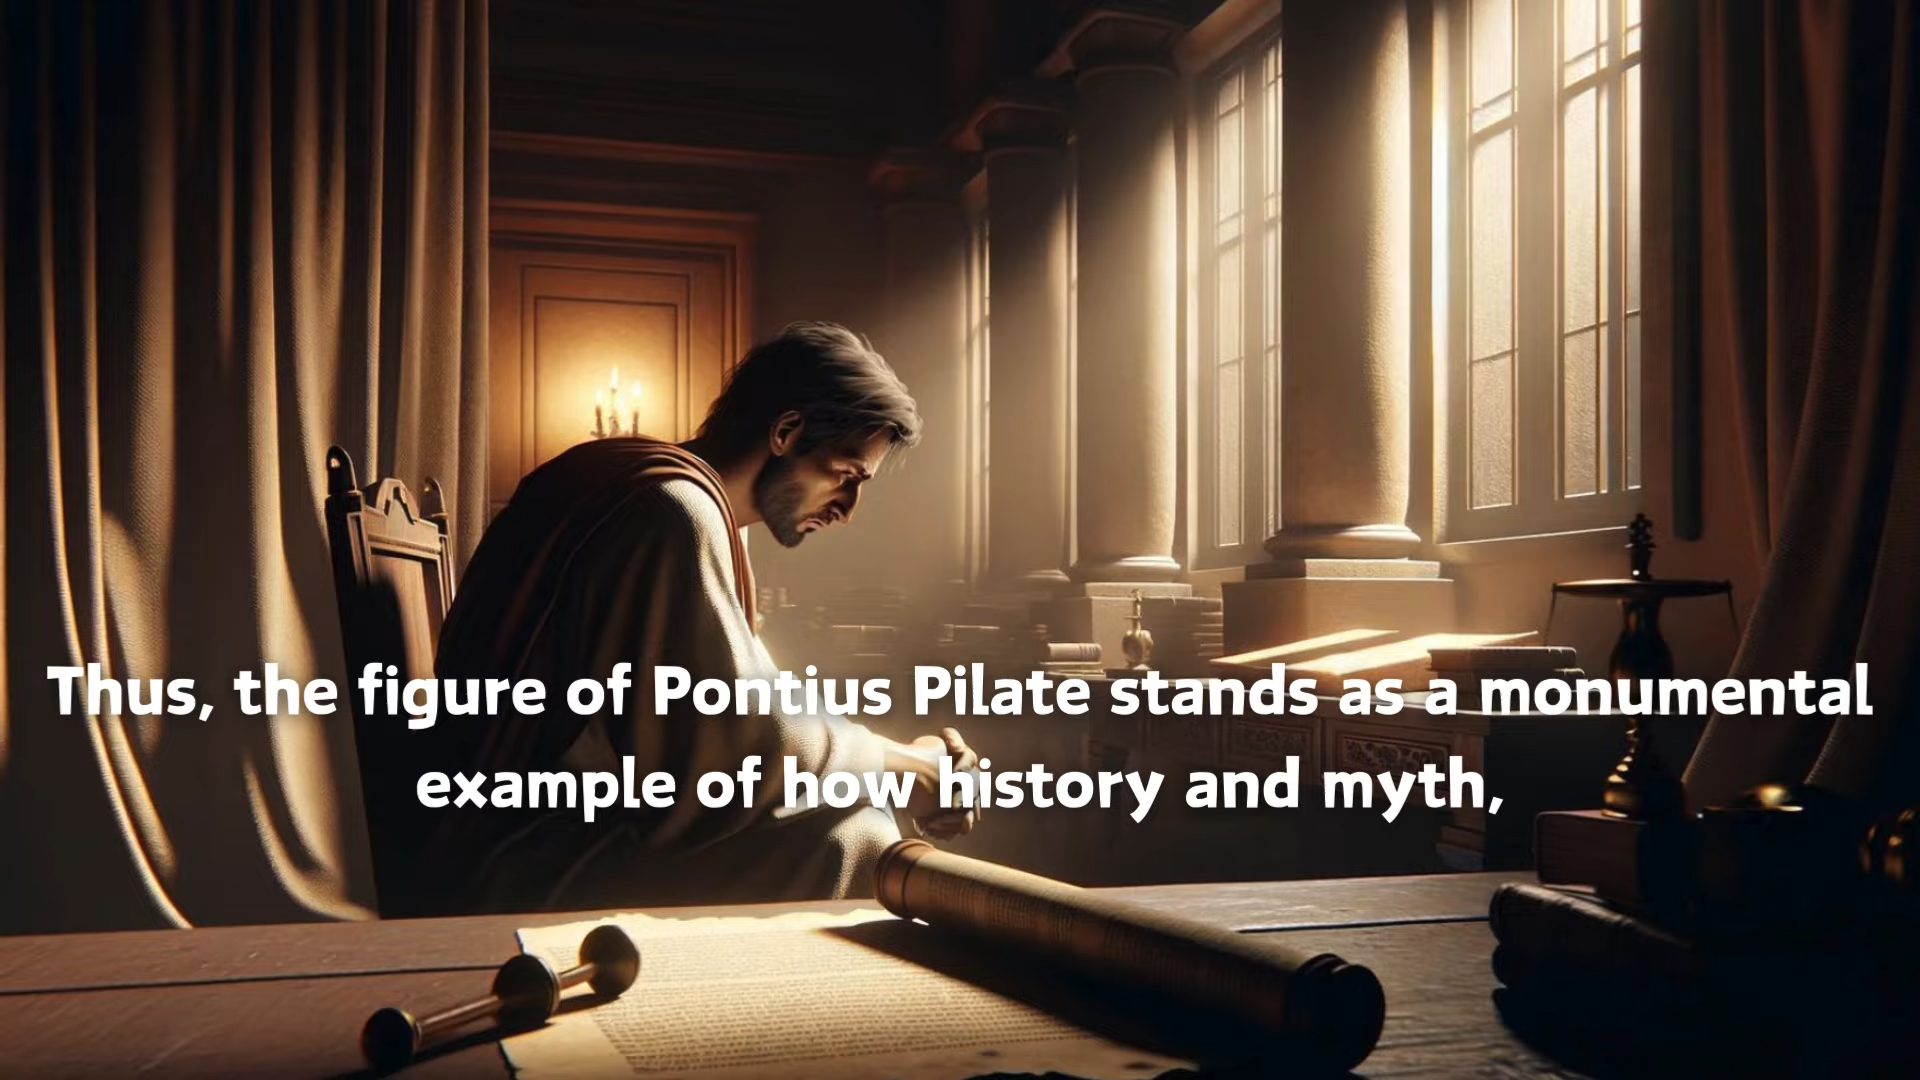 Thus, the figure of Pontius Pilate stands as a monumental
example of how history and myth,